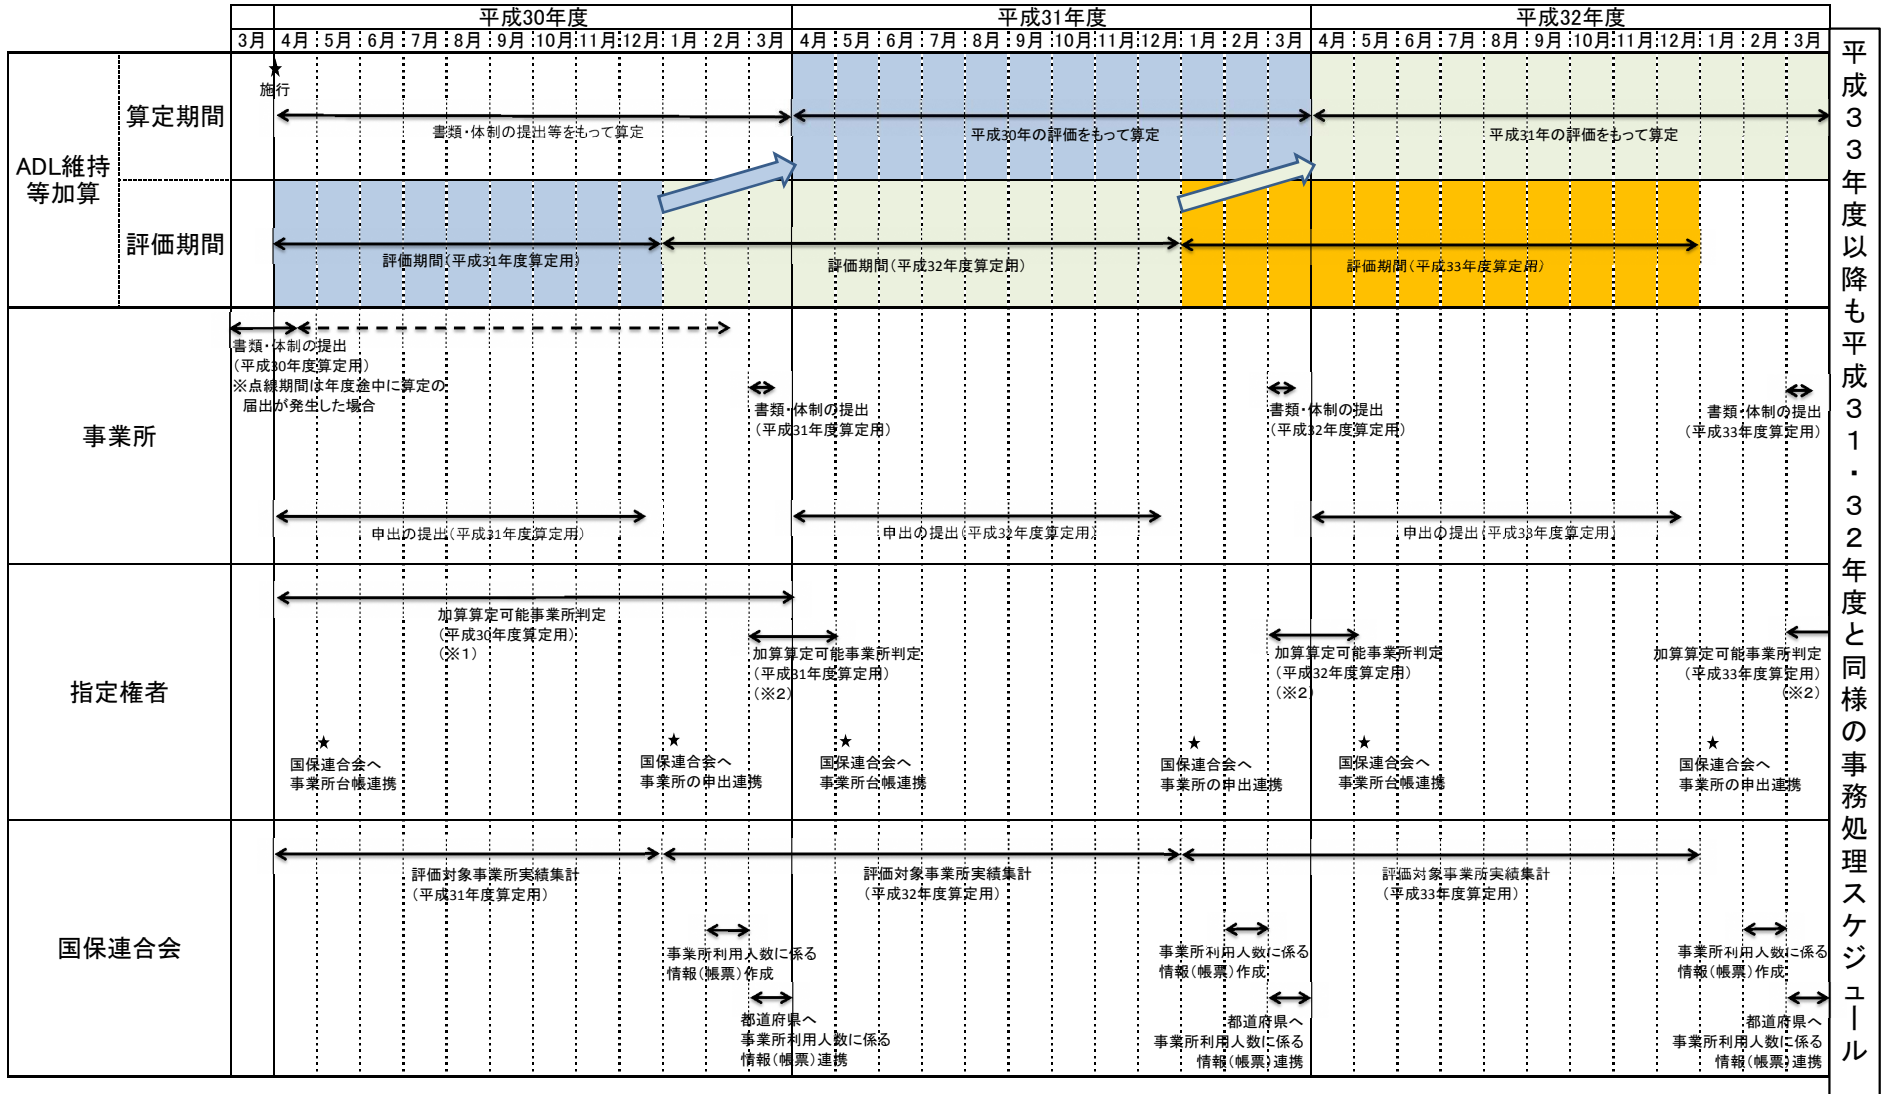 平成30年度
平成31年度
平成32年度
3月 4月 5月 6月 7月 8月 9月 10月 11月 12月 1月 2月 3月 4月 5月 6月 7月 8月 9月 10月 11月 12月 1月 2月 3月 4月 5月 6月 7月 8月 9月 10月 11月 12月 1月 2月 3月
ADL維持
等加算
算定期間
★
施行
書類・体制の提出等をもって算定
平成30年の評価をもって算定
平成31年の評価をもって算定
評価期間
評価期間(平成31年度算定用)
評価期間(平成32年度算定用)
評価期間(平成33年度算定用)
事業所
書類・体制の提出
(平成30年度算定用)
※点線期間は年度途中に算定の
届出が発生した場合
書類・体制の提出
(平成31年度算定用)
書類・体制の提出
(平成32年度算定用)
書類・体制の提出
(平成33年度算定用)
申出の提出(平成31年度算定用)
申出の提出(平成32年度算定用)
申出の提出(平成33年度算定用)
指定権者
加算算定可能事業所判定
(平成30年度算定用)
(※1)
加算算定可能事業所判定
(平成31年度算定用)
(※2)
加算算定可能事業所判定
(平成32年度算定用)
(※2)
加算算定可能事業所判定
(平成33年度算定用)
(※2)
★
国保連合会へ
事業所台帳連携
★
国保連合会へ
事業所の申出連携
★
国保連合会へ
事業所台帳連携
★
国保連合会へ
事業所の申出連携
★
国保連合会へ
事業所台帳連携
★
国保連合会へ
事業所の申出連携
国保連合会
評価対象事業所実績集計
(平成31年度算定用)
評価対象事業所実績集計
(平成32年度算定用)
評価対象事業所実績集計
(平成33年度算定用)
事業所利用人数に係る
情報(帳票)作成
事業所利用人数に係る
情報(帳票)作成
事業所利用人数に係る
情報(帳票)作成
都道府県へ
事業所利用人数に係る
情報(帳票)連携
都道府県へ
事業所利用人数に係る
情報(帳票)連携
都道府県へ
事業所利用人数に係る
情報(帳票)連携
平成33年度以降も平成31・32年度と同様の事務処理スケジュール